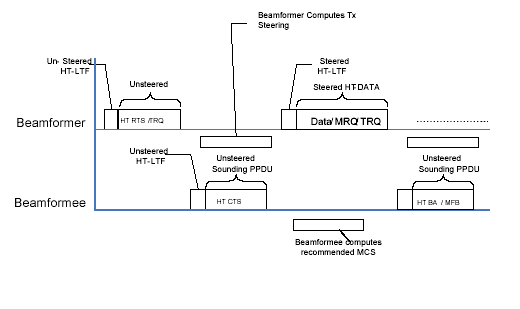 Beamformer Computes Tx
Steering
Un- Steered
HT-LTF
Unsteered
Steered
HT-LTF
Steered HT-DATA
Beamformer
HT RTS /TRQ
Data/ MRQ/ TRQ
Unsteered
HT-LTF
Unsteered
Sounding PPDU
Unsteered
Sounding PPDU
Beamformee
HT CTS
HT BA / MFB
Beamformee computes
recommended MCS